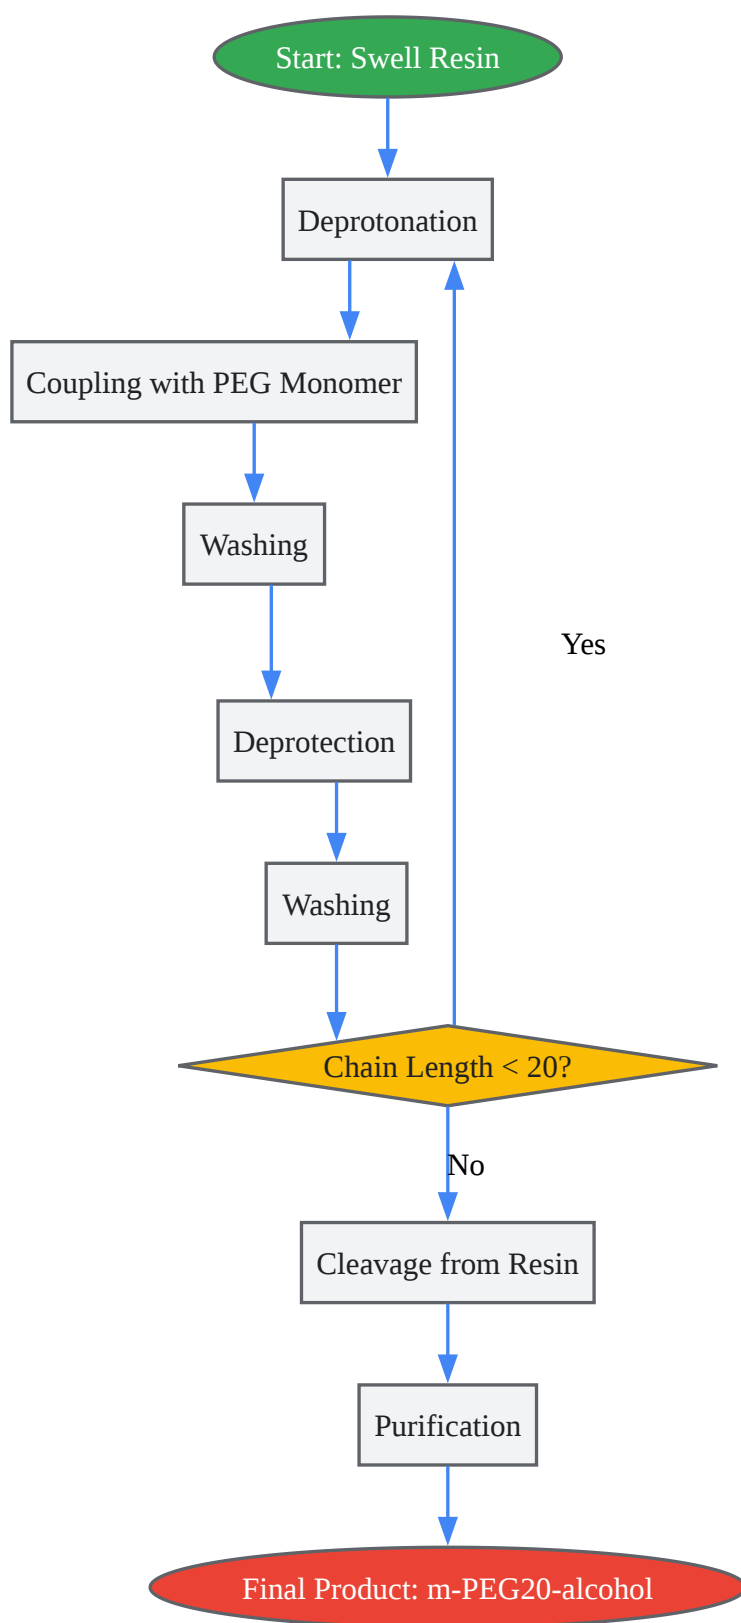 Start: Swell Resin
Deprotonation
Coupling with PEG Monomer
Washing
Yes
Deprotection
Washing
Chain Length < 20?
No
Cleavage from Resin
Purification
Final Product: m-PEG20-alcohol